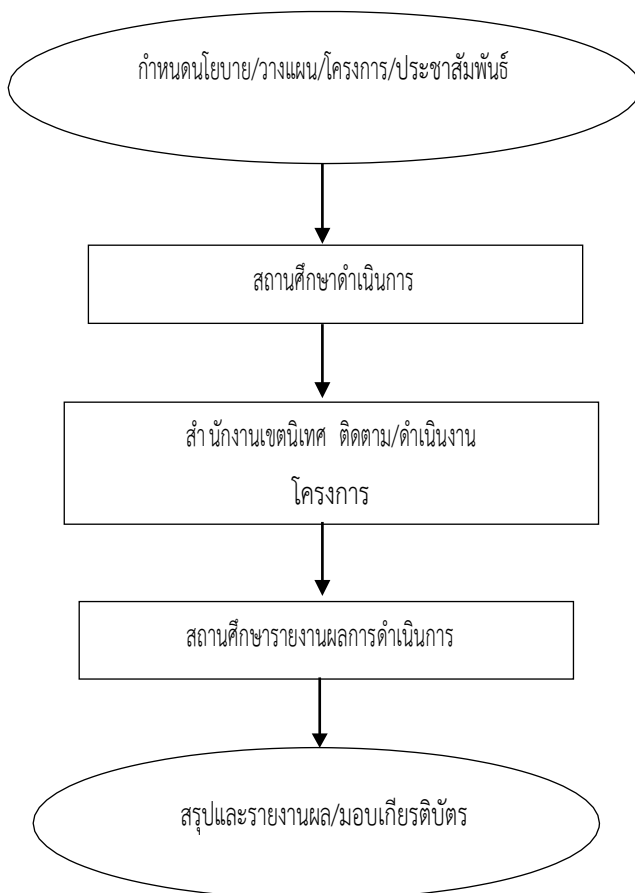 กำหนดนโยบาย/วางแผน/โครงการ/ประชาสัมพันธ์
สถานศึกษาดำเนินการ
สำนักงานเขตนิเทศ ติดตาม/ดำเนินงาน
โครงการ
สถานศึกษารายงานผลการดำเนินการ
สรุปและรายงานผล/มอบเกียรติบัตร